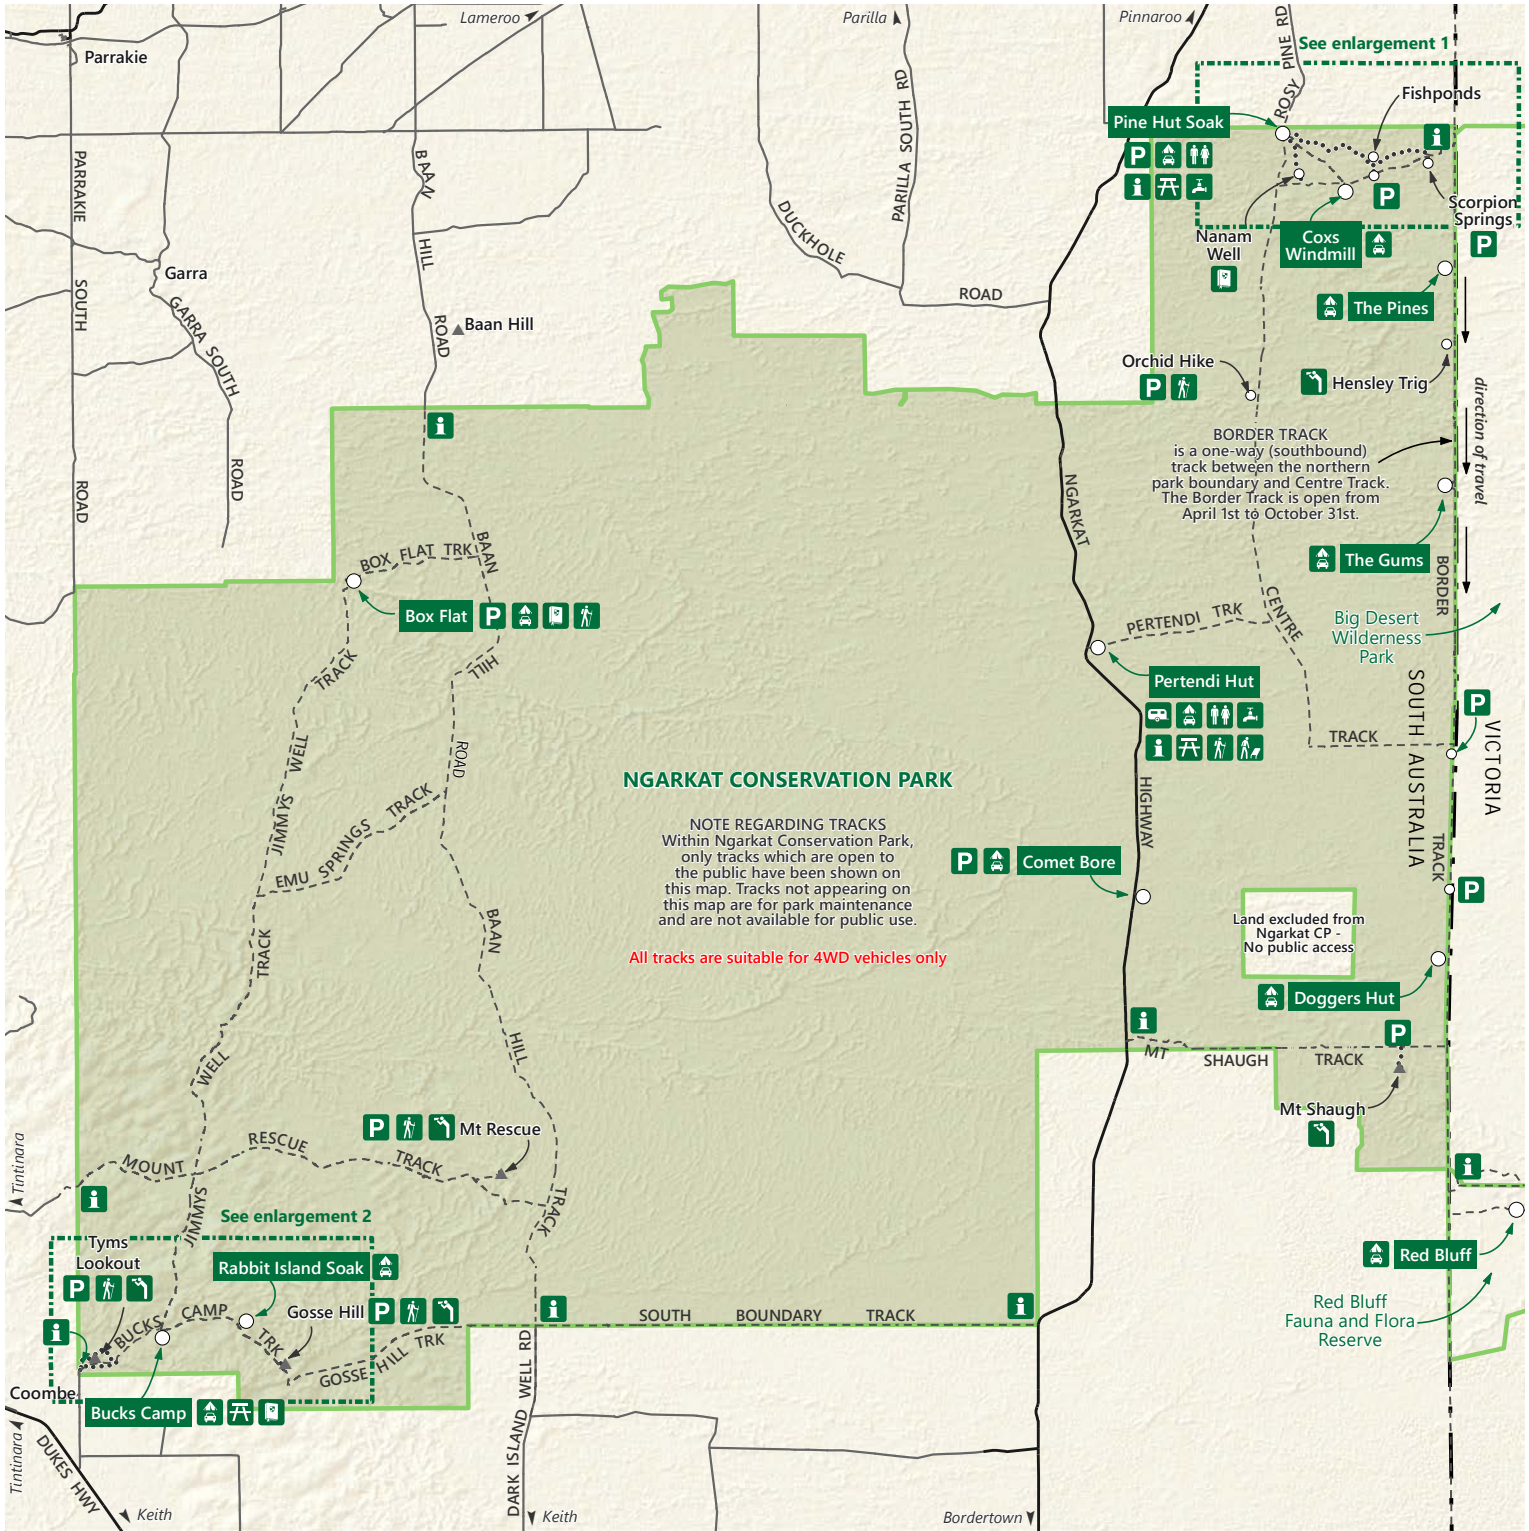 Lameroo
Parilla
Pinnaroo
Parrakie
ROSY PINE RD
See enlargement 1
Fishponds
Pine Hut Soak
P
i
i
P
Scorpion
Springs
P
Nanam
Well
Coxs
Windmill
The Pines
PARRAKIE
SOUTH
ROAD
Garra
GARRA SOUTH
ROAD
BAAN
HILL
ROAD
Baan Hill
PARILLA SOUTH RD
DUCKHOLE
ROAD
Orchid Hike
P
Hensley Trig
direction of travel
BORDER TRACK
is a one-way (southbound)
track between the northern
park boundary and Centre Track.
The Border Track is open from
April 1st to October 31st.
i
NGARKAT
HIGHWAY
The Gums
BORDER
TRACK
Big Desert
Wilderness
Park
BOX FLAT TRK
BAAN
HILL
ROAD
Box Flat
P
PERTENDI TRK
CENTRE
TRACK
Pertendi Hut
i
SOUTH AUSTRALIA
VICTORIA
P
JIMMYS
WELL
TRACK
EMU SPRINGS TRACK
NGARKAT CONSERVATION PARK
NOTE REGARDING TRACKS
Within Ngarkat Conservation Park,
only tracks which are open to
the public have been shown on
this map. Tracks not appearing on
this map are for park maintenance
and are not available for public use.
All tracks are suitable for 4WD vehicles only
P
Comet Bore
P
Land excluded from
Ngarkat CP -
No public access
Doggers Hut
BAAN
HILL
TRACK
JIMMYS
WELL
TRACK
i
MT
SHAUGH
TRACK
P
Mt Shaugh
P
Mt Rescue
MOUNT
RESCUE
TRACK
Tintinara
i
i
See enlargement 2
Tyms
Lookout
P
Rabbit Island Soak
Gosse Hill
P
i
BUCKS
CAMP
TRK
GOSSE HILL TRK
i
SOUTH
BOUNDARY
TRACK
i
Red Bluff
Red Bluff
Fauna and Flora
Reserve
Coombe
Bucks Camp
Tintinara
DUKES HWY
Keith
DARK ISLAND WELL RD
Keith
Bordertown